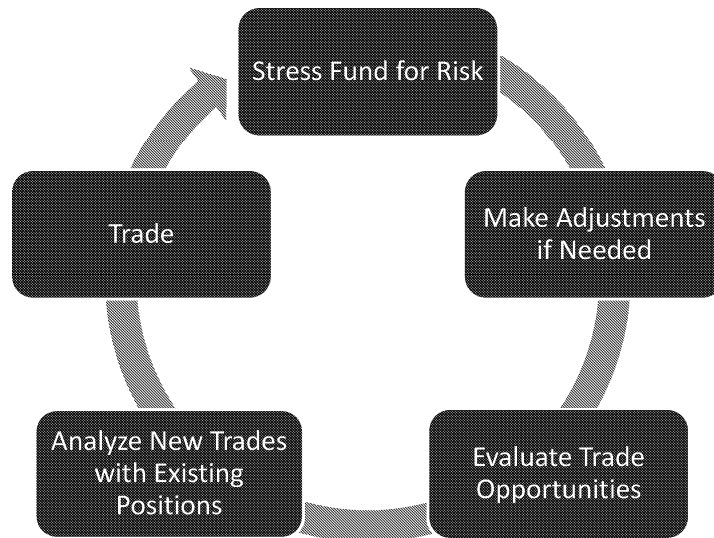 Stress Fund for Risk
Make Adjustments
if Needed
Evaluate Trade
Opportunities
Analyze New Trades
with Existing
Positions
Trade